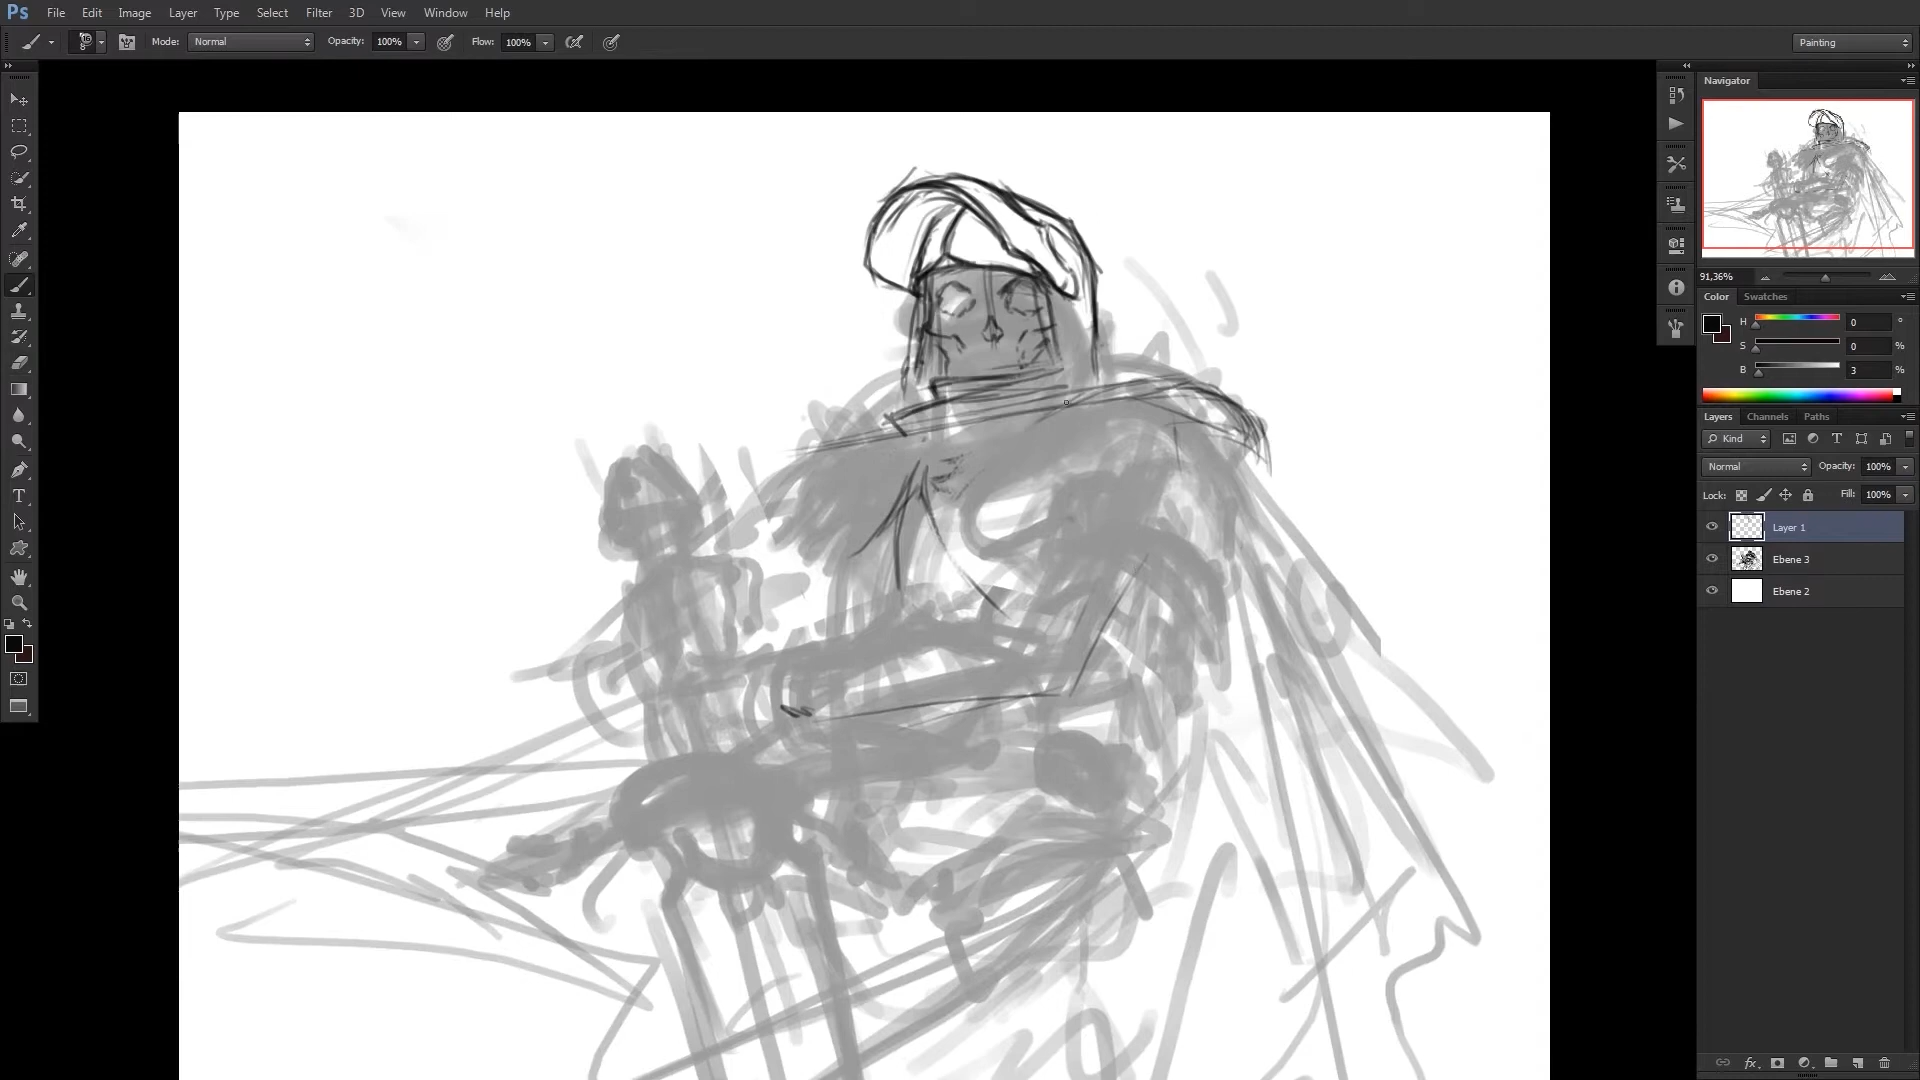 Ps File Edit Image Layer Type Select Filter 3D View Window Help
Mode: Normal Opacity: 100% Flow: 100% Painting
Navigator
91,36%
Color Swatches
H 0 °
S 0 %
B 3 %
Layers Channels Paths
Kind T
Normal Opacity: 100%
Lock: Fill: 100%
Layer 1
Ebene 3
Ebene 2
fx